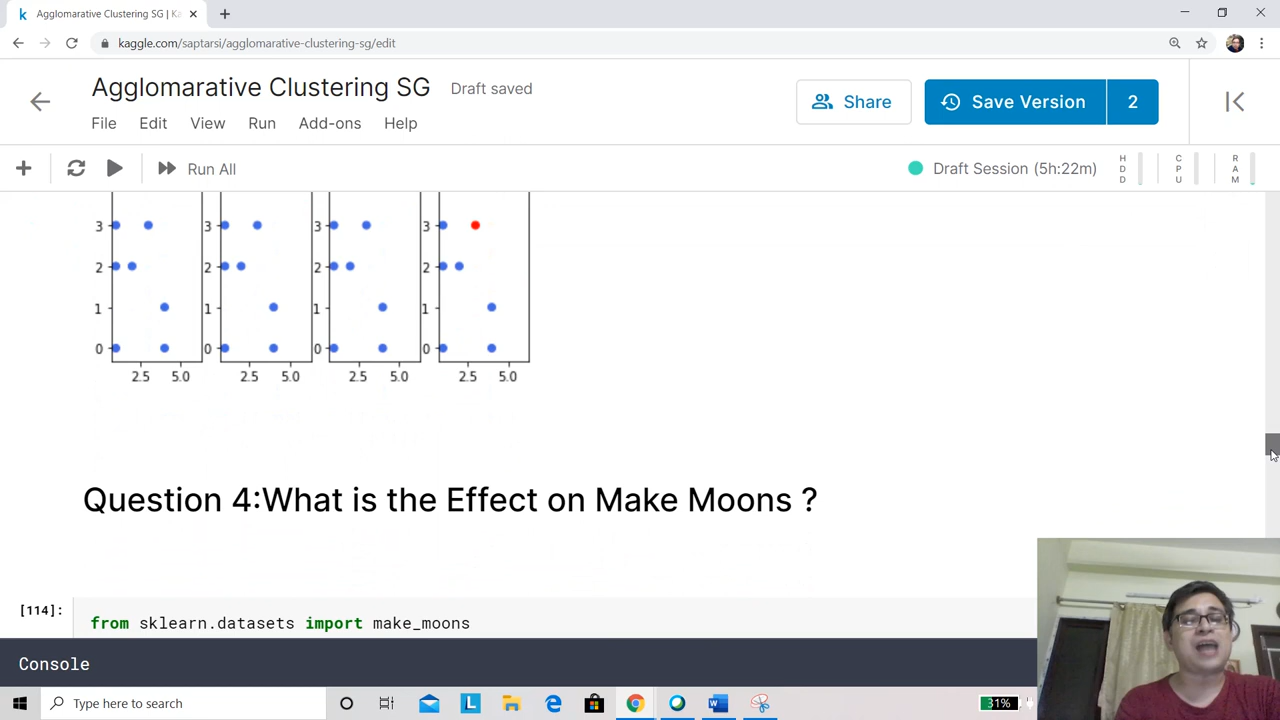 Agglomarative Clustering SG | Ka
kaggle.com/saptarsi/agglomarative-clustering-sg/edit
Agglomarative Clustering SG
Draft saved
Share
Save Version
2
File
Edit
View
Run
Add-ons
Help
Run All
Draft Session (5h:22m)
HDD
CPU
RAM
3 3 3 3
2 2 2 2
1 1 1 1
0 0 0 0
2.5 5.0 2.5 5.0 2.5 5.0 2.5 5.0
Question 4:What is the Effect on Make Moons ?
[114]:
from sklearn.datasets import make_moons
Console
Type here to search
31%